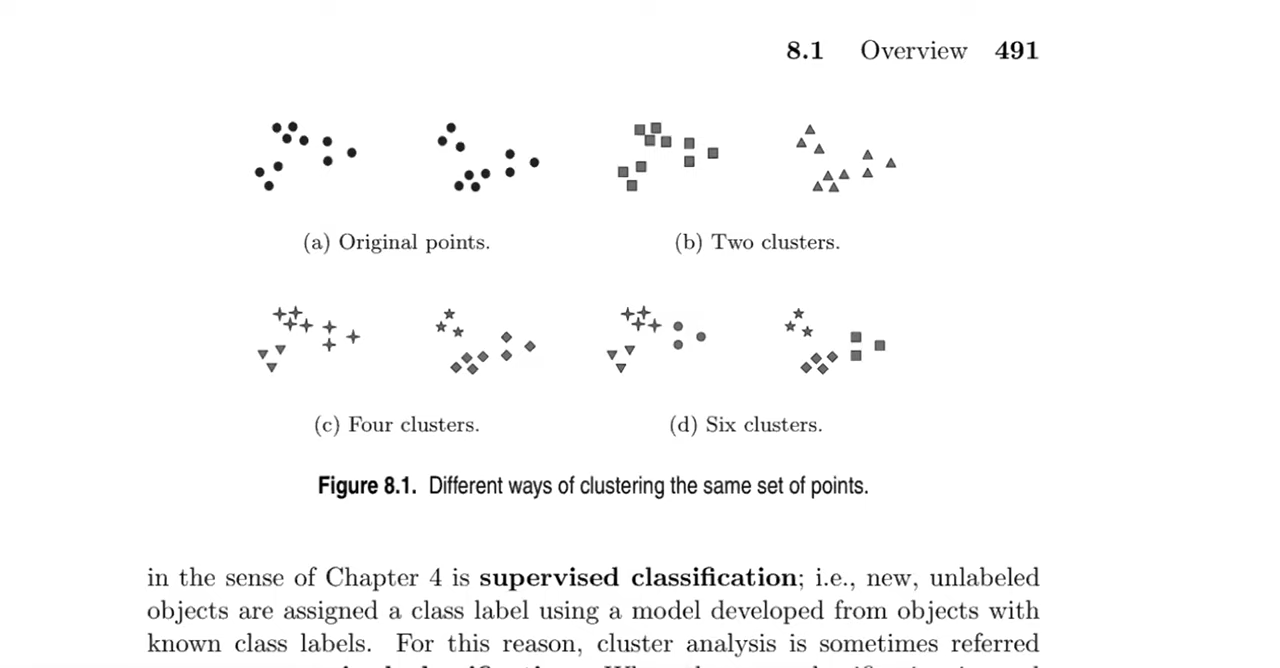 8.1 Overview 491
(a) Original points.
(b) Two clusters.
(c) Four clusters.
(d) Six clusters.
Figure 8.1. Different ways of clustering the same set of points.
in the sense of Chapter 4 is supervised classification; i.e., new, unlabeled
objects are assigned a class label using a model developed from objects with
known class labels. For this reason, cluster analysis is sometimes referred